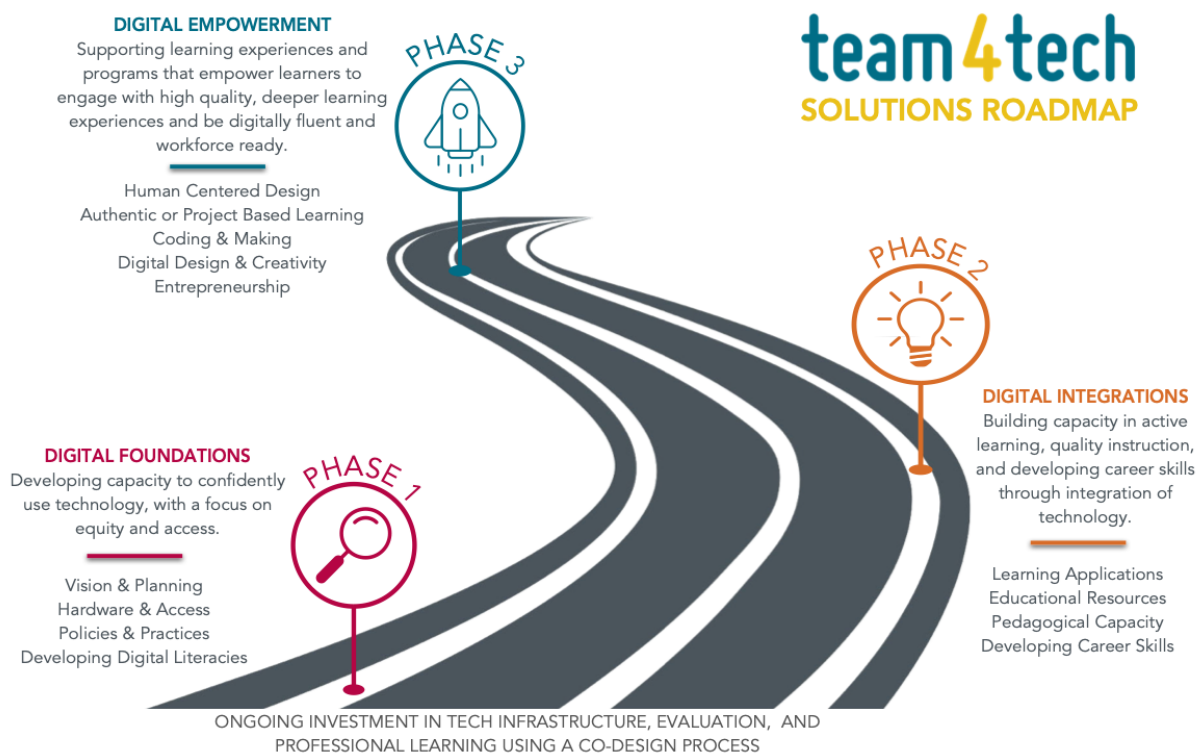 team4tech
SOLUTIONS ROADMAP
DIGITAL EMPOWERMENT
Supporting learning experiences and
programs that empower learners to
engage with high quality, deeper learning
experiences and be digitally fluent and
workforce ready.
Human Centered Design
Authentic or Project Based Learning
Coding & Making
Digital Design & Creativity
Entrepreneurship
PHASE 3
PHASE 2
DIGITAL INTEGRATIONS
Building capacity in active
learning, quality instruction,
and developing career skills
through integration of
technology.
Learning Applications
Educational Resources
Pedagogical Capacity
Developing Career Skills
DIGITAL FOUNDATIONS
Developing capacity to confidently
use technology, with a focus on
equity and access.
Vision & Planning
Hardware & Access
Policies & Practices
Developing Digital Literacies
PHASE 1
ONGOING INVESTMENT IN TECH INFRASTRUCTURE, EVALUATION, AND
PROFESSIONAL LEARNING USING A CO-DESIGN PROCESS